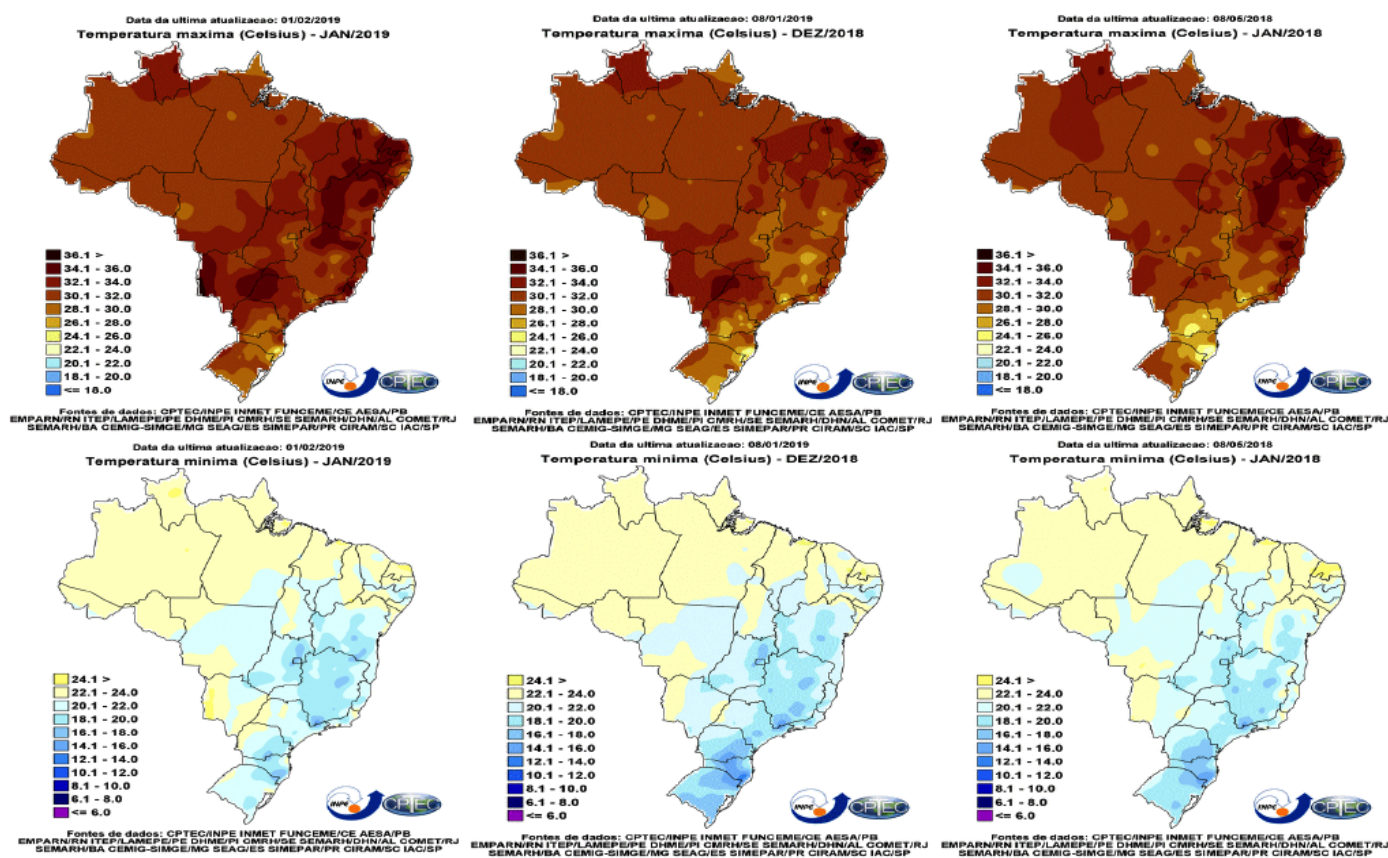 Data da ultima atualizacao: 01/02/2019
Temperatura maxima (Celsius) - JAN/2019
36.1 >
34.1 - 36.0
32.1 - 34.0
30.1 - 32.0
28.1 - 30.0
26.1 - 28.0
24.1 - 26.0
22.1 - 24.0
20.1 - 22.0
18.1 - 20.0
<= 18.0
INPE
CPTEC
Fontes de dados: CPTEC/INPE INMET FUNCEME/CE AESA/PB
EMPARN/RN ITEP/LAMEPE/PE DHME/PI CMRH/SE SEMARH/DHN/AL COMET/RJ
SEMARH/BA CEMIG-SIMGE/MG SEAG/ES SIMEPAR/PR CIRAM/SC IAC/SP
Data da ultima atualizacao: 08/01/2019
Temperatura maxima (Celsius) - DEZ/2018
36.1 >
34.1 - 36.0
32.1 - 34.0
30.1 - 32.0
28.1 - 30.0
26.1 - 28.0
24.1 - 26.0
22.1 - 24.0
20.1 - 22.0
18.1 - 20.0
<= 18.0
INPE
CPTEC
Fontes de dados: CPTEC/INPE INMET FUNCEME/CE AESA/PB
EMPARN/RN ITEP/LAMEPE/PE DHME/PI CMRH/SE SEMARH/DHN/AL COMET/RJ
SEMARH/BA CEMIG-SIMGE/MG SEAG/ES SIMEPAR/PR CIRAM/SC IAC/SP
Data da ultima atualizacao: 08/05/2018
Temperatura maxima (Celsius) - JAN/2018
36.1 >
34.1 - 36.0
32.1 - 34.0
30.1 - 32.0
28.1 - 30.0
26.1 - 28.0
24.1 - 26.0
22.1 - 24.0
20.1 - 22.0
18.1 - 20.0
<= 18.0
INPE
CPTEC
Fontes de dados: CPTEC/INPE INMET FUNCEME/CE AESA/PB
EMPARN/RN ITEP/LAMEPE/PE DHME/PI CMRH/SE SEMARH/DHN/AL COMET/RJ
SEMARH/BA CEMIG-SIMGE/MG SEAG/ES SIMEPAR/PR CIRAM/SC IAC/SP
Data da ultima atualizacao: 01/02/2019
Temperatura minima (Celsius) - JAN/2019
24.1 >
22.1 - 24.0
20.1 - 22.0
18.1 - 20.0
16.1 - 18.0
14.1 - 16.0
12.1 - 14.0
10.1 - 12.0
8.1 - 10.0
6.1 - 8.0
<= 6.0
INPE
CPTEC
Fontes de dados: CPTEC/INPE INMET FUNCEME/CE AESA/PB
EMPARN/RN ITEP/LAMEPE/PE DHME/PI CMRH/SE SEMARH/DHN/AL COMET/RJ
SEMARH/BA CEMIG-SIMGE/MG SEAG/ES SIMEPAR/PR CIRAM/SC IAC/SP
Data da ultima atualizacao: 08/01/2019
Temperatura minima (Celsius) - DEZ/2018
24.1 >
22.1 - 24.0
20.1 - 22.0
18.1 - 20.0
16.1 - 18.0
14.1 - 16.0
12.1 - 14.0
10.1 - 12.0
8.1 - 10.0
6.1 - 8.0
<= 6.0
INPE
CPTEC
Fontes de dados: CPTEC/INPE INMET FUNCEME/CE AESA/PB
EMPARN/RN ITEP/LAMEPE/PE DHME/PI CMRH/SE SEMARH/DHN/AL COMET/RJ
SEMARH/BA CEMIG-SIMGE/MG SEAG/ES SIMEPAR/PR CIRAM/SC IAC/SP
Data da ultima atualizacao: 08/05/2018
Temperatura minima (Celsius) - JAN/2018
24.1 >
22.1 - 24.0
20.1 - 22.0
18.1 - 20.0
16.1 - 18.0
14.1 - 16.0
12.1 - 14.0
10.1 - 12.0
8.1 - 10.0
6.1 - 8.0
<= 6.0
INPE
CPTEC
Fontes de dados: CPTEC/INPE INMET FUNCEME/CE AESA/PB
EMPARN/RN ITEP/LAMEPE/PE DHME/PI CMRH/SE SEMARH/DHN/AL COMET/RJ
SEMARH/BA CEMIG-SIMGE/MG SEAG/ES SIMEPAR/PR CIRAM/SC IAC/SP